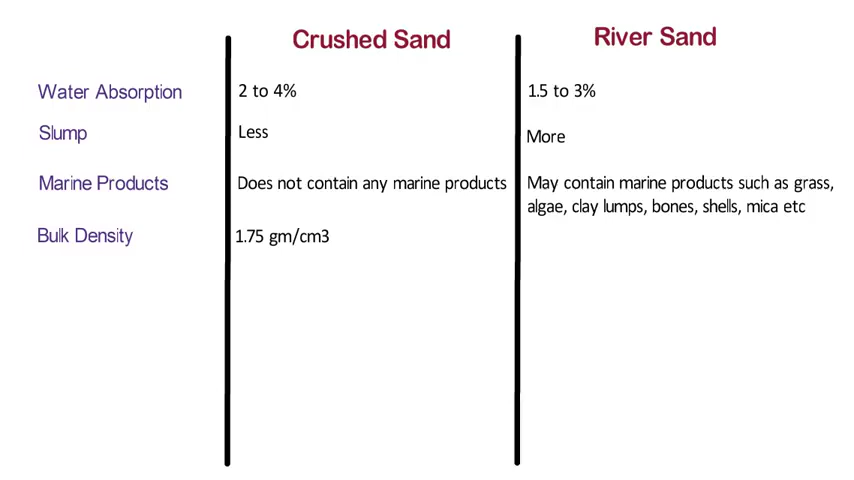 Crushed Sand River Sand
Water Absorption 2 to 4% 1.5 to 3%
Slump Less More
Marine Products Does not contain any marine products May contain marine products such as grass,
algae, clay lumps, bones, shells, mica etc
Bulk Density 1.75 gm/cm3